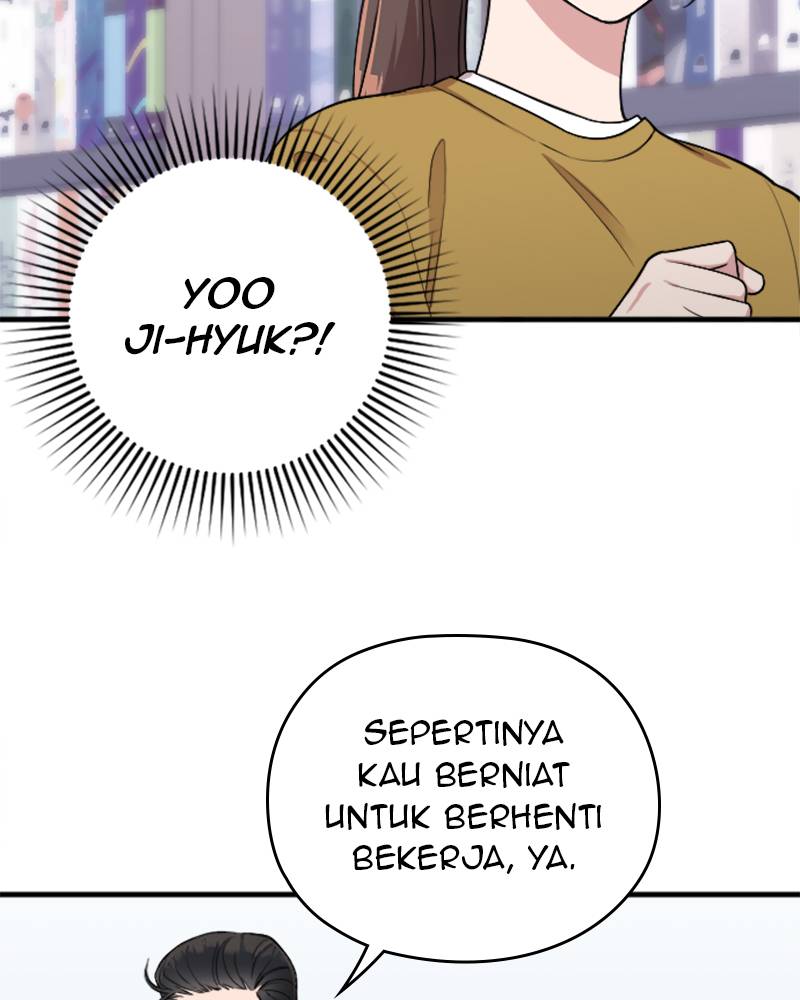 YOO
JI-HYUK?!
SEPERTINYA
KAU BERNIAT
UNTUK BERHENTI
BEKERJA, YA.